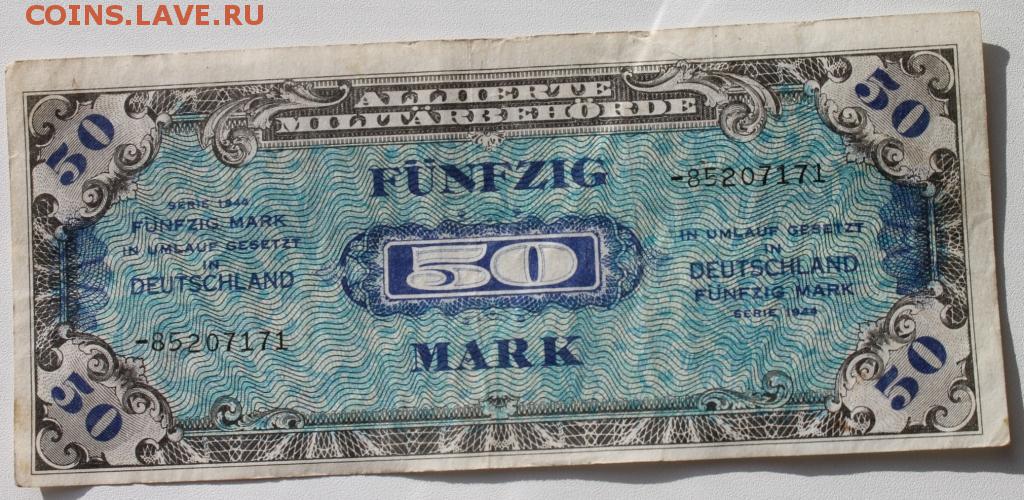 COINS.LAVE.RU
50
50
ALLIIERTE
MILITÄRBEHÖRDE
FÜNFZIG
-85207171
SERIE 1944
FÜNFZIG MARK
IN UMLAUF GESETZT
IN
DEUTSCHLAND
50
IN UMLAUF GESETZT
IN
DEUTSCHLAND
FÜNFZIG MARK
SERIE 1944
-85207171
MARK
50
50